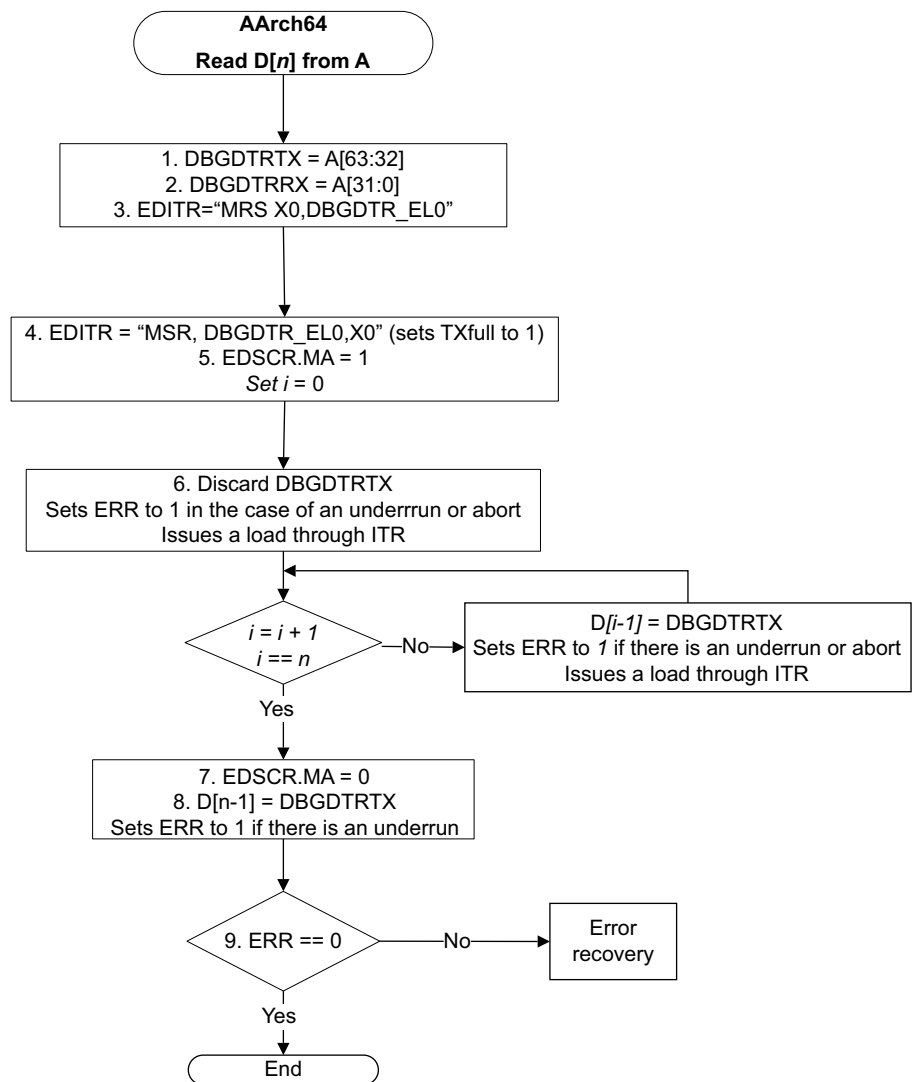 AArch64
Read D[n] from A
1. DBGDTRTX = A[63:32]
2. DBGDTRRX = A[31:0]
3. EDITR=“MRS X0,DBGDTR_EL0”
4. EDITR = “MSR, DBGDTR_EL0,X0” (sets TXfull to 1)
5. EDSCR.MA = 1
Set i = 0
6. Discard DBGDTRTX
Sets ERR to 1 in the case of an underrrun or abort
Issues a load through ITR
i = i + 1
i == n
No
D[i-1] = DBGDTRTX
Sets ERR to 1 if there is an underrun or abort
Issues a load through ITR
Yes
7. EDSCR.MA = 0
8. D[n-1] = DBGDTRTX
Sets ERR to 1 if there is an underrun
9. ERR == 0
No
Error
recovery
Yes
End